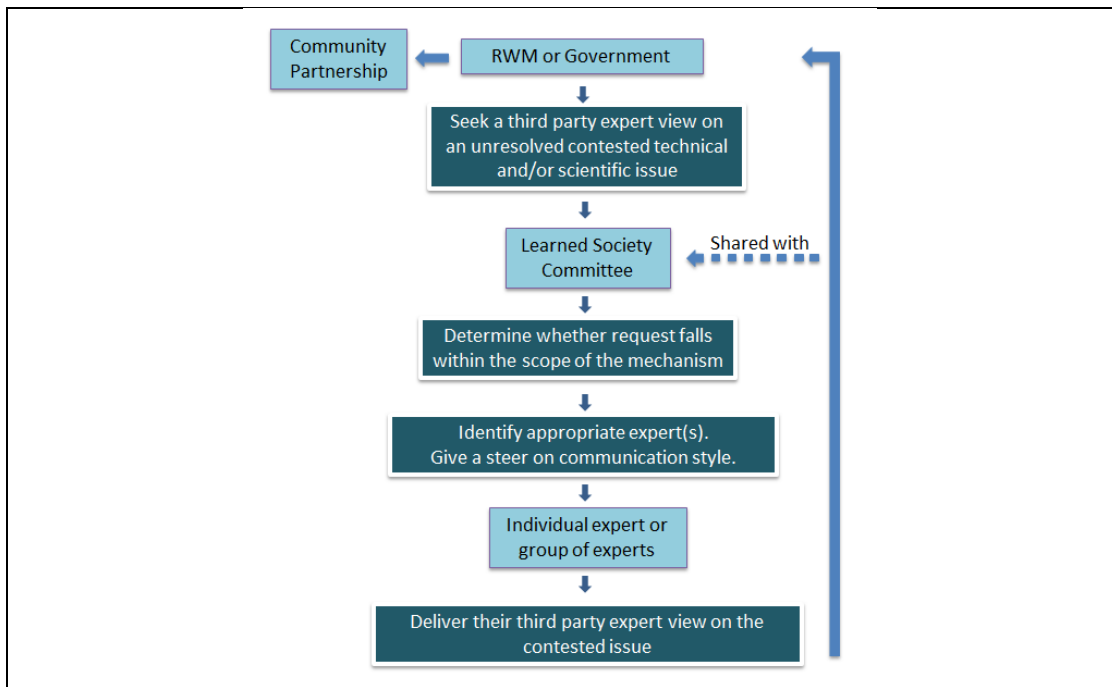 Community
Partnership
RWM or Government
Seek a third party expert view on
an unresolved contested technical
and/or scientific issue
Learned Society
Committee
Shared with
Determine whether request falls
within the scope of the mechanism
Identify appropriate expert(s).
Give a steer on communication style.
Individual expert or
group of experts
Deliver their third party expert view on the
contested issue